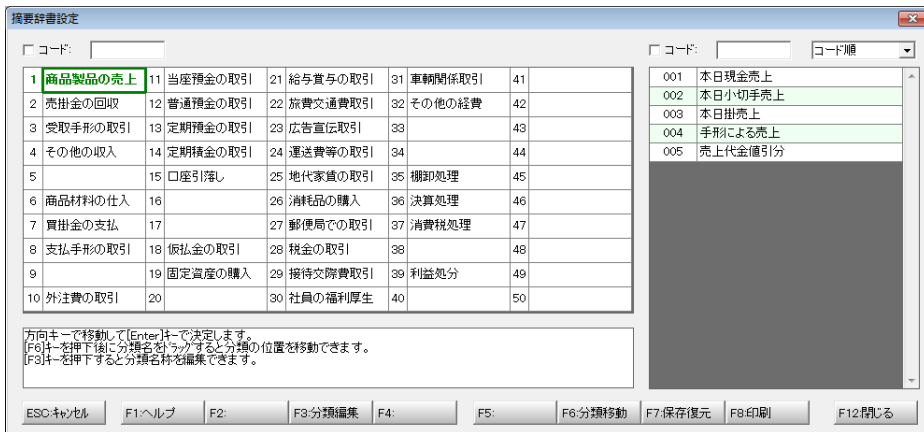 摘要辞書設定
コード:
コード:
コード順
1 商品製品の売上 11 当座預金の取引 21 給与賞与の取引 31 車輌関係取引 41
2 売掛金の回収 12 普通預金の取引 22 旅費交通費取引 32 その他の経費 42
3 受取手形の取引 13 定期預金の取引 23 広告宣伝取引 33 43
4 その他の収入 14 定期積金の取引 24 運送費等の取引 34 44
5 15 口座引落し 25 地代家賃の取引 35 棚卸処理 45
6 商品材料の仕入 16 26 消耗品の購入 36 決算処理 46
7 買掛金の支払 17 27 郵便局での取引 37 消費税処理 47
8 支払手形の取引 18 仮払金の取引 28 税金の取引 38 48
9 19 固定資産の購入 29 接待交際費取引 39 利益処分 49
10 外注費の取引 20 30 社員の福利厚生 40 50
001 本日現金売上
002 本日小切手売上
003 本日掛売上
004 手形による売上
005 売上代金値引分
方向キーで移動して[Enter]キーで決定します。
[F6]キーを押下後に分類名をドラッグすると分類の位置を移動できます。
[F3]キーを押下すると分類名称を編集できます。
ESC:キャンセル F1:ヘルプ F2: F3:分類編集 F4: F5: F6:分類移動 F7:保存復元 F8:印刷 F12:閉じる